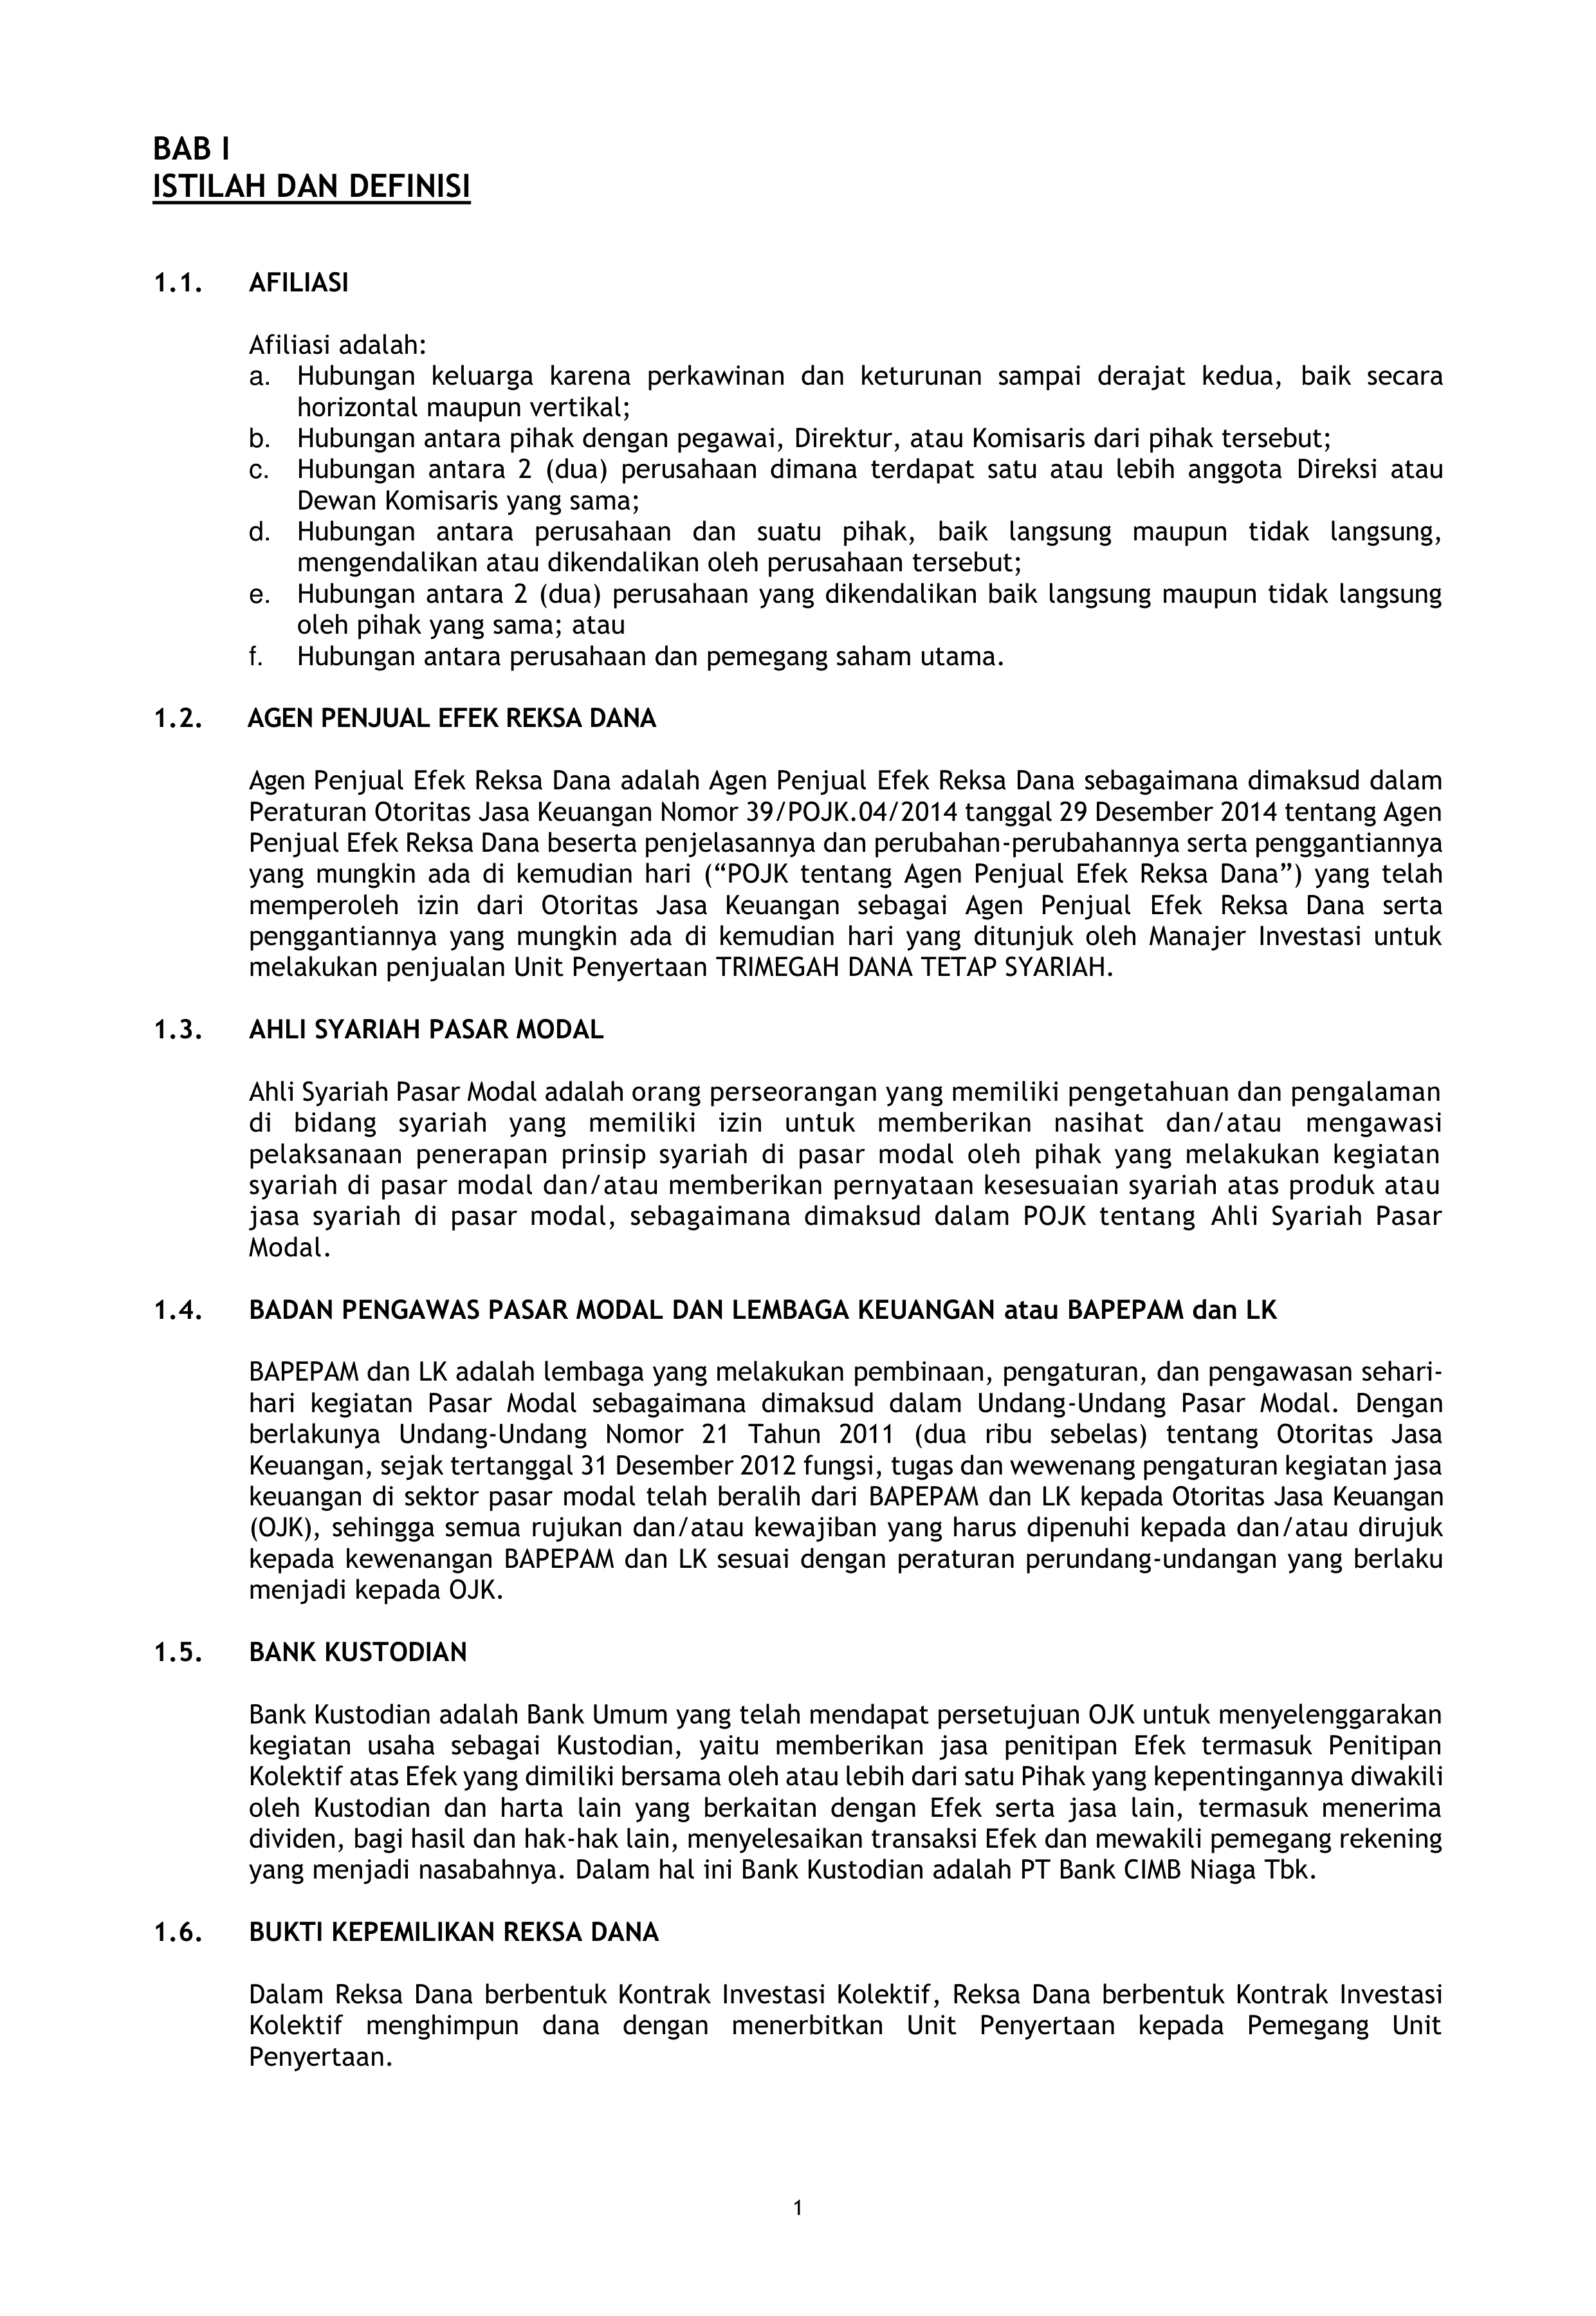 BAB I
ISTILAH DAN DEFINISI
1.1. AFILIASI
Afiliasi adalah:
a. Hubungan keluarga karena perkawinan dan keturunan sampai derajat kedua, baik secara
horizontal maupun vertikal;
b. Hubungan antara pihak dengan pegawai, Direktur, atau Komisaris dari pihak tersebut;
c. Hubungan antara 2 (dua) perusahaan dimana terdapat satu atau lebih anggota Direksi atau
Dewan Komisaris yang sama;
d. Hubungan antara perusahaan dan suatu pihak, baik langsung maupun tidak langsung,
mengendalikan atau dikendalikan oleh perusahaan tersebut;
e. Hubungan antara 2 (dua) perusahaan yang dikendalikan baik langsung maupun tidak langsung
oleh pihak yang sama; atau
f. Hubungan antara perusahaan dan pemegang saham utama.
1.2. AGEN PENJUAL EFEK REKSA DANA
Agen Penjual Efek Reksa Dana adalah Agen Penjual Efek Reksa Dana sebagaimana dimaksud dalam
Peraturan Otoritas Jasa Keuangan Nomor 39/POJK.04/2014 tanggal 29 Desember 2014 tentang Agen
Penjual Efek Reksa Dana beserta penjelasannya dan perubahan-perubahannya serta penggantiannya
yang mungkin ada di kemudian hari (“POJK tentang Agen Penjual Efek Reksa Dana”) yang telah
memperoleh izin dari Otoritas Jasa Keuangan sebagai Agen Penjual Efek Reksa Dana serta
penggantiannya yang mungkin ada di kemudian hari yang ditunjuk oleh Manajer Investasi untuk
melakukan penjualan Unit Penyertaan TRIMEGAH DANA TETAP SYARIAH.
1.3. AHLI SYARIAH PASAR MODAL
Ahli Syariah Pasar Modal adalah orang perseorangan yang memiliki pengetahuan dan pengalaman
di bidang syariah yang memiliki izin untuk memberikan nasihat dan/atau mengawasi
pelaksanaan penerapan prinsip syariah di pasar modal oleh pihak yang melakukan kegiatan
syariah di pasar modal dan/atau memberikan pernyataan kesesuaian syariah atas produk atau
jasa syariah di pasar modal, sebagaimana dimaksud dalam POJK tentang Ahli Syariah Pasar
Modal.
1.4. BADAN PENGAWAS PASAR MODAL DAN LEMBAGA KEUANGAN atau BAPEPAM dan LK
BAPEPAM dan LK adalah lembaga yang melakukan pembinaan, pengaturan, dan pengawasan sehari-
hari kegiatan Pasar Modal sebagaimana dimaksud dalam Undang-Undang Pasar Modal. Dengan
berlakunya Undang-Undang Nomor 21 Tahun 2011 (dua ribu sebelas) tentang Otoritas Jasa
Keuangan, sejak tertanggal 31 Desember 2012 fungsi, tugas dan wewenang pengaturan kegiatan jasa
keuangan di sektor pasar modal telah beralih dari BAPEPAM dan LK kepada Otoritas Jasa Keuangan
(OJK), sehingga semua rujukan dan/atau kewajiban yang harus dipenuhi kepada dan/atau dirujuk
kepada kewenangan BAPEPAM dan LK sesuai dengan peraturan perundang-undangan yang berlaku
menjadi kepada OJK.
1.5. BANK KUSTODIAN
Bank Kustodian adalah Bank Umum yang telah mendapat persetujuan OJK untuk menyelenggarakan
kegiatan usaha sebagai Kustodian, yaitu memberikan jasa penitipan Efek termasuk Penitipan
Kolektif atas Efek yang dimiliki bersama oleh atau lebih dari satu Pihak yang kepentingannya diwakili
oleh Kustodian dan harta lain yang berkaitan dengan Efek serta jasa lain, termasuk menerima
dividen, bagi hasil dan hak-hak lain, menyelesaikan transaksi Efek dan mewakili pemegang rekening
yang menjadi nasabahnya. Dalam hal ini Bank Kustodian adalah PT Bank CIMB Niaga Tbk.
1.6. BUKTI KEPEMILIKAN REKSA DANA
Dalam Reksa Dana berbentuk Kontrak Investasi Kolektif, Reksa Dana berbentuk Kontrak Investasi
Kolektif menghimpun dana dengan menerbitkan Unit Penyertaan kepada Pemegang Unit
Penyertaan.
1